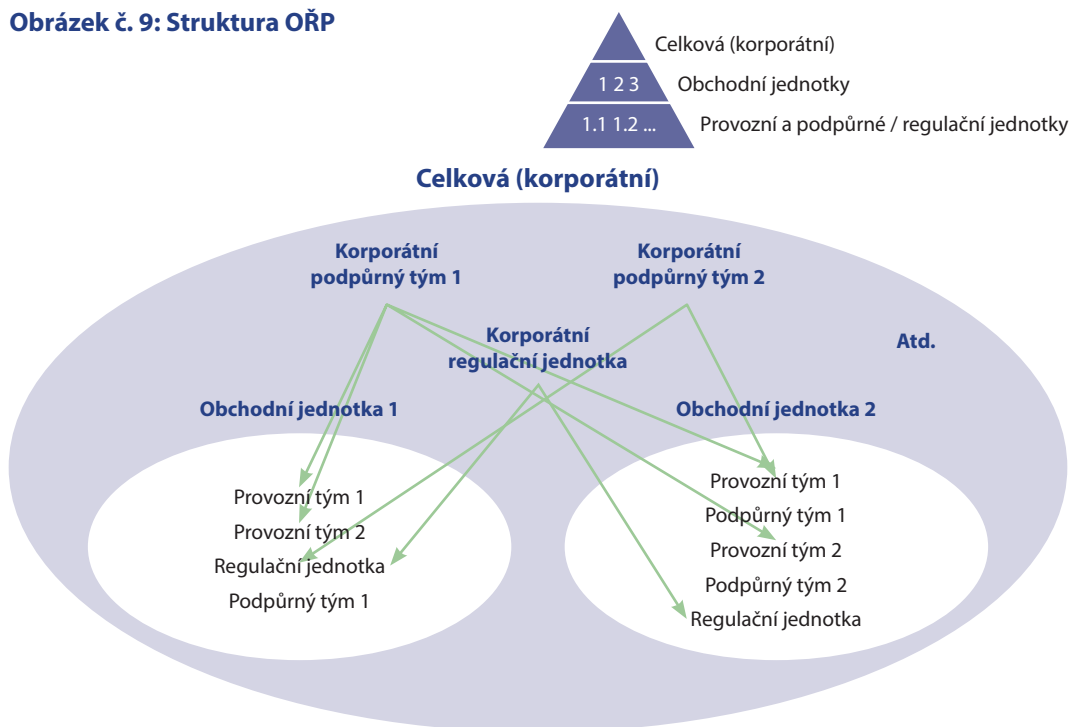 Obrázek č. 9: Struktura OŘP
Celková (korporátní)
1 2 3
Obchodní jednotky
1.1 1.2 ...
Provozní a podpůrné / regulační jednotky
Celková (korporátní)
Korporátní
podpůrný tým 1
Korporátní
podpůrný tým 2
Korporátní
regulační jednotka
Atd.
Obchodní jednotka 1
Provozní tým 1
Provozní tým 2
Regulační jednotka
Podpůrný tým 1
Obchodní jednotka 2
Provozní tým 1
Podpůrný tým 1
Provozní tým 2
Podpůrný tým 2
Regulační jednotka